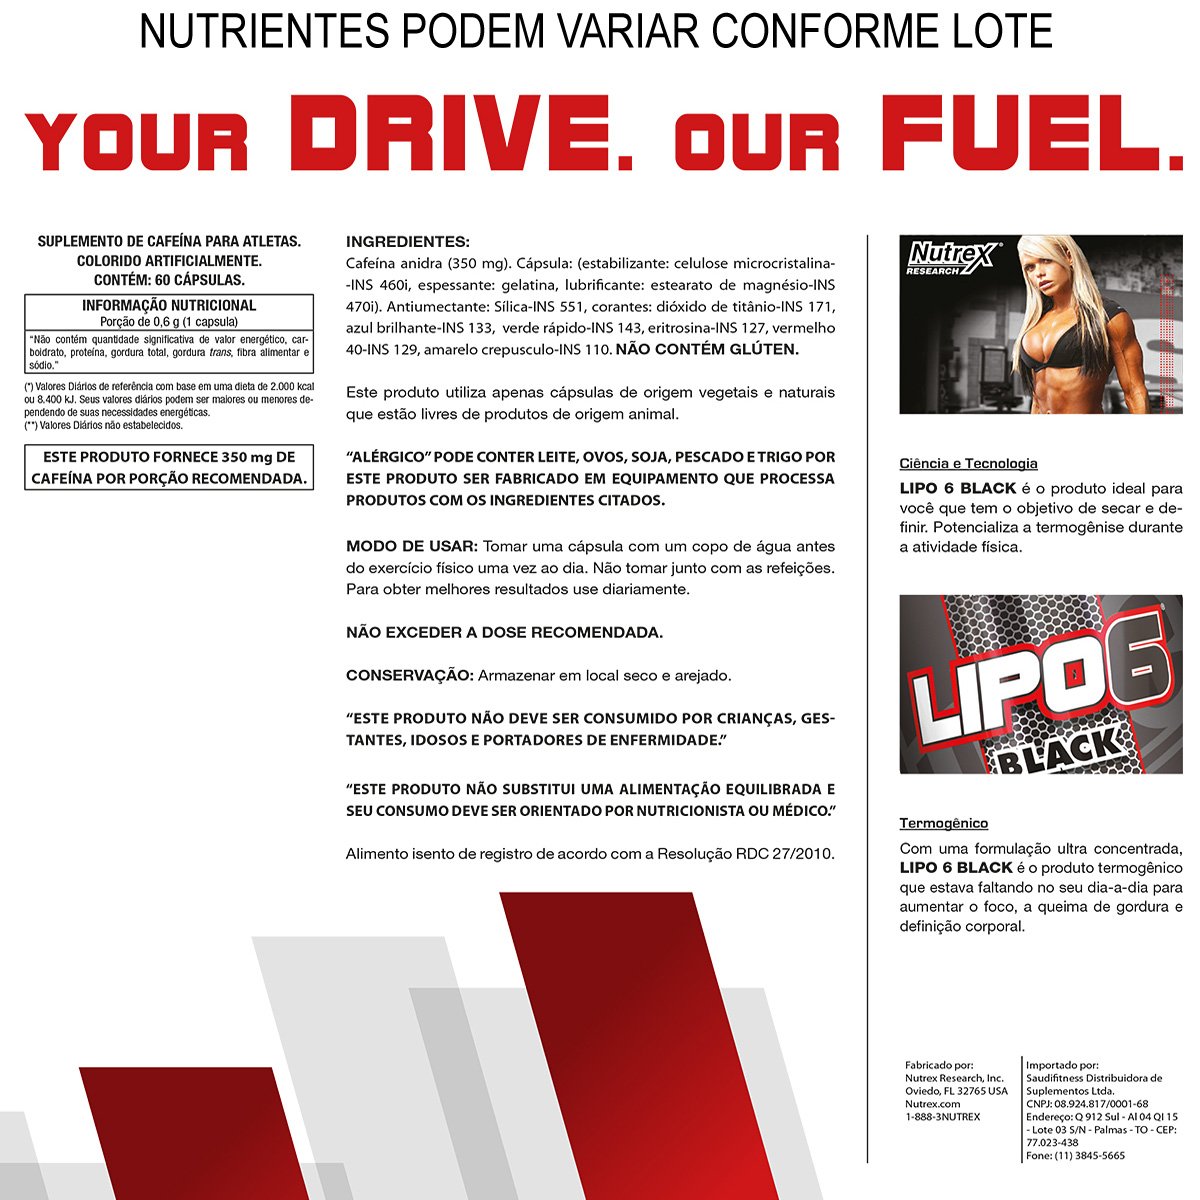 NUTRIENTES PODEM VARIAR CONFORME LOTE
YOUR DRIVE. OUR FUEL.
SUPLEMENTO DE CAFEÍNA PARA ATLETAS.
COLORIDO ARTIFICIALMENTE.
CONTÉM: 60 CÁPSULAS.
INFORMAÇÃO NUTRICIONAL
Porção de 0,6 g (1 capsula)
“Não contém quantidade significativa de valor energético, car-
boidrato, proteína, gordura total, gordura trans, fibra alimentar e
sódio.”
(*) Valores Diários de referência com base em uma dieta de 2.000 kcal
ou 8.400 kJ. Seus valores diários podem ser maiores ou menores de-
pendendo de suas necessidades energéticas.
(**) Valores Diários não estabelecidos.
ESTE PRODUTO FORNECE 350 mg DE
CAFEÍNA POR PORÇÃO RECOMENDADA.
INGREDIENTES:
Cafeína anidra (350 mg). Cápsula: (estabilizante: celulose microcristalina-
-INS 460i, espessante: gelatina, lubrificante: estearato de magnésio-INS
470i). Antiumectante: Sílica-INS 551, corantes: dióxido de titânio-INS 171,
azul brilhante-INS 133, verde rápido-INS 143, eritrosina-INS 127, vermelho
40-INS 129, amarelo crepusculo-INS 110. NÃO CONTÉM GLÚTEN.
Este produto utiliza apenas cápsulas de origem vegetais e naturais
que estão livres de produtos de origem animal.
“ALÉRGICO” PODE CONTER LEITE, OVOS, SOJA, PESCADO E TRIGO POR
ESTE PRODUTO SER FABRICADO EM EQUIPAMENTO QUE PROCESSA
PRODUTOS COM OS INGREDIENTES CITADOS.
MODO DE USAR: Tomar uma cápsula com um copo de água antes
do exercício físico uma vez ao dia. Não tomar junto com as refeições.
Para obter melhores resultados use diariamente.
NÃO EXCEDER A DOSE RECOMENDADA.
CONSERVAÇÃO: Armazenar em local seco e arejado.
“ESTE PRODUTO NÃO DEVE SER CONSUMIDO POR CRIANÇAS, GES-
TANTES, IDOSOS E PORTADORES DE ENFERMIDADE.”
“ESTE PRODUTO NÃO SUBSTITUI UMA ALIMENTAÇÃO EQUILIBRADA E
SEU CONSUMO DEVE SER ORIENTADO POR NUTRICIONISTA OU MÉDICO.”
Alimento isento de registro de acordo com a Resolução RDC 27/2010.
NutreX
RESEARCH
Ciência e Tecnologia
LIPO 6 BLACK é o produto ideal para
você que tem o objetivo de secar e de-
finir. Potencializa a termogênise durante
a atividade física.
LIPO6
BLACK
Termogênico
Com uma formulação ultra concentrada,
LIPO 6 BLACK é o produto termogênico
que estava faltando no seu dia-a-dia para
aumentar o foco, a queima de gordura e
definição corporal.
Fabricado por:
Nutrex Research, Inc.
Oviedo, FL 32765 USA
Nutrex.com
1-888-3NUTREX
Importado por:
Saudifitness Distribuidora de
Suplementos Ltda.
CNPJ: 08.924.817/0001-68
Endereço: Q 912 Sul - Al 04 QI 15
- Lote 03 S/N - Palmas - TO - CEP:
77.023-438
Fone: (11) 3845-5665